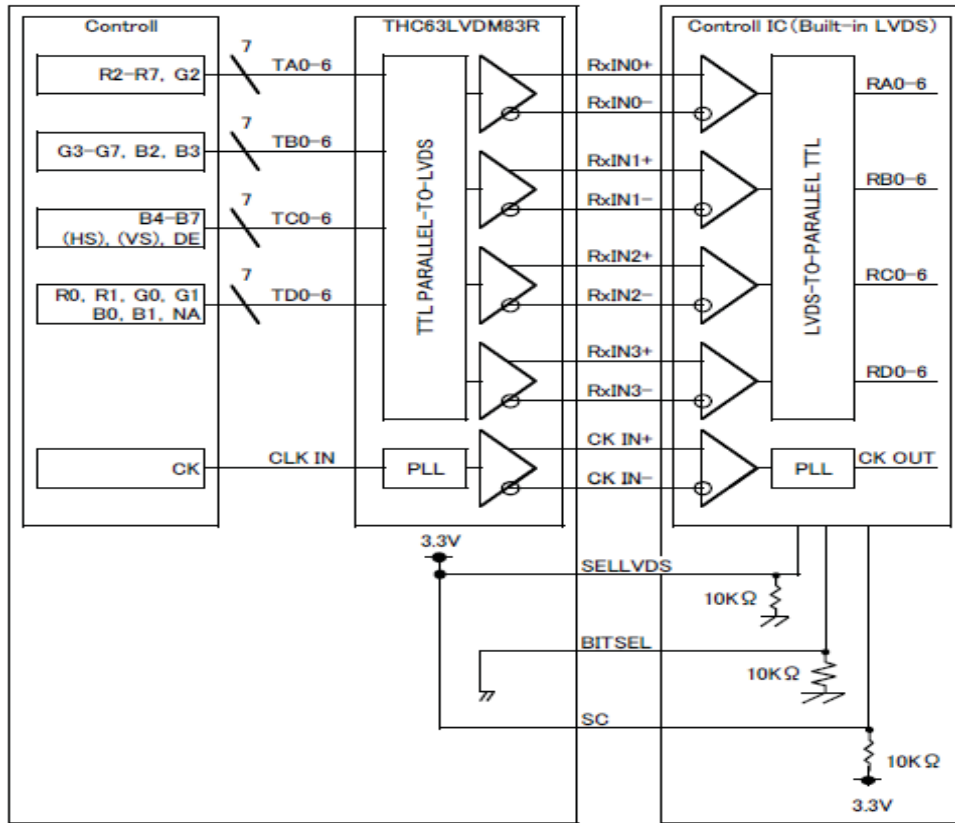 Controll
THC63LVDM83R
Controll IC(Built-in LVDS)
R2-R7, G2
7
TA0-6
RxIN0+
RxIN0-
RA0-6
G3-G7, B2, B3
7
TB0-6
RxIN1+
RxIN1-
RB0-6
B4-B7
(HS), (VS), DE
7
TC0-6
RxIN2+
RxIN2-
RC0-6
R0, R1, G0, G1
B0, B1, NA
7
TD0-6
RxIN3+
RxIN3-
RD0-6
TTL PARALLEL-TO-LVDS
LVDS-TO-PARALLEL TTL
CK
CLK IN
PLL
CK IN+
CK IN-
PLL
CK OUT
3.3V
SELLVDS
10KΩ
BITSEL
10KΩ
SC
10KΩ
3.3V